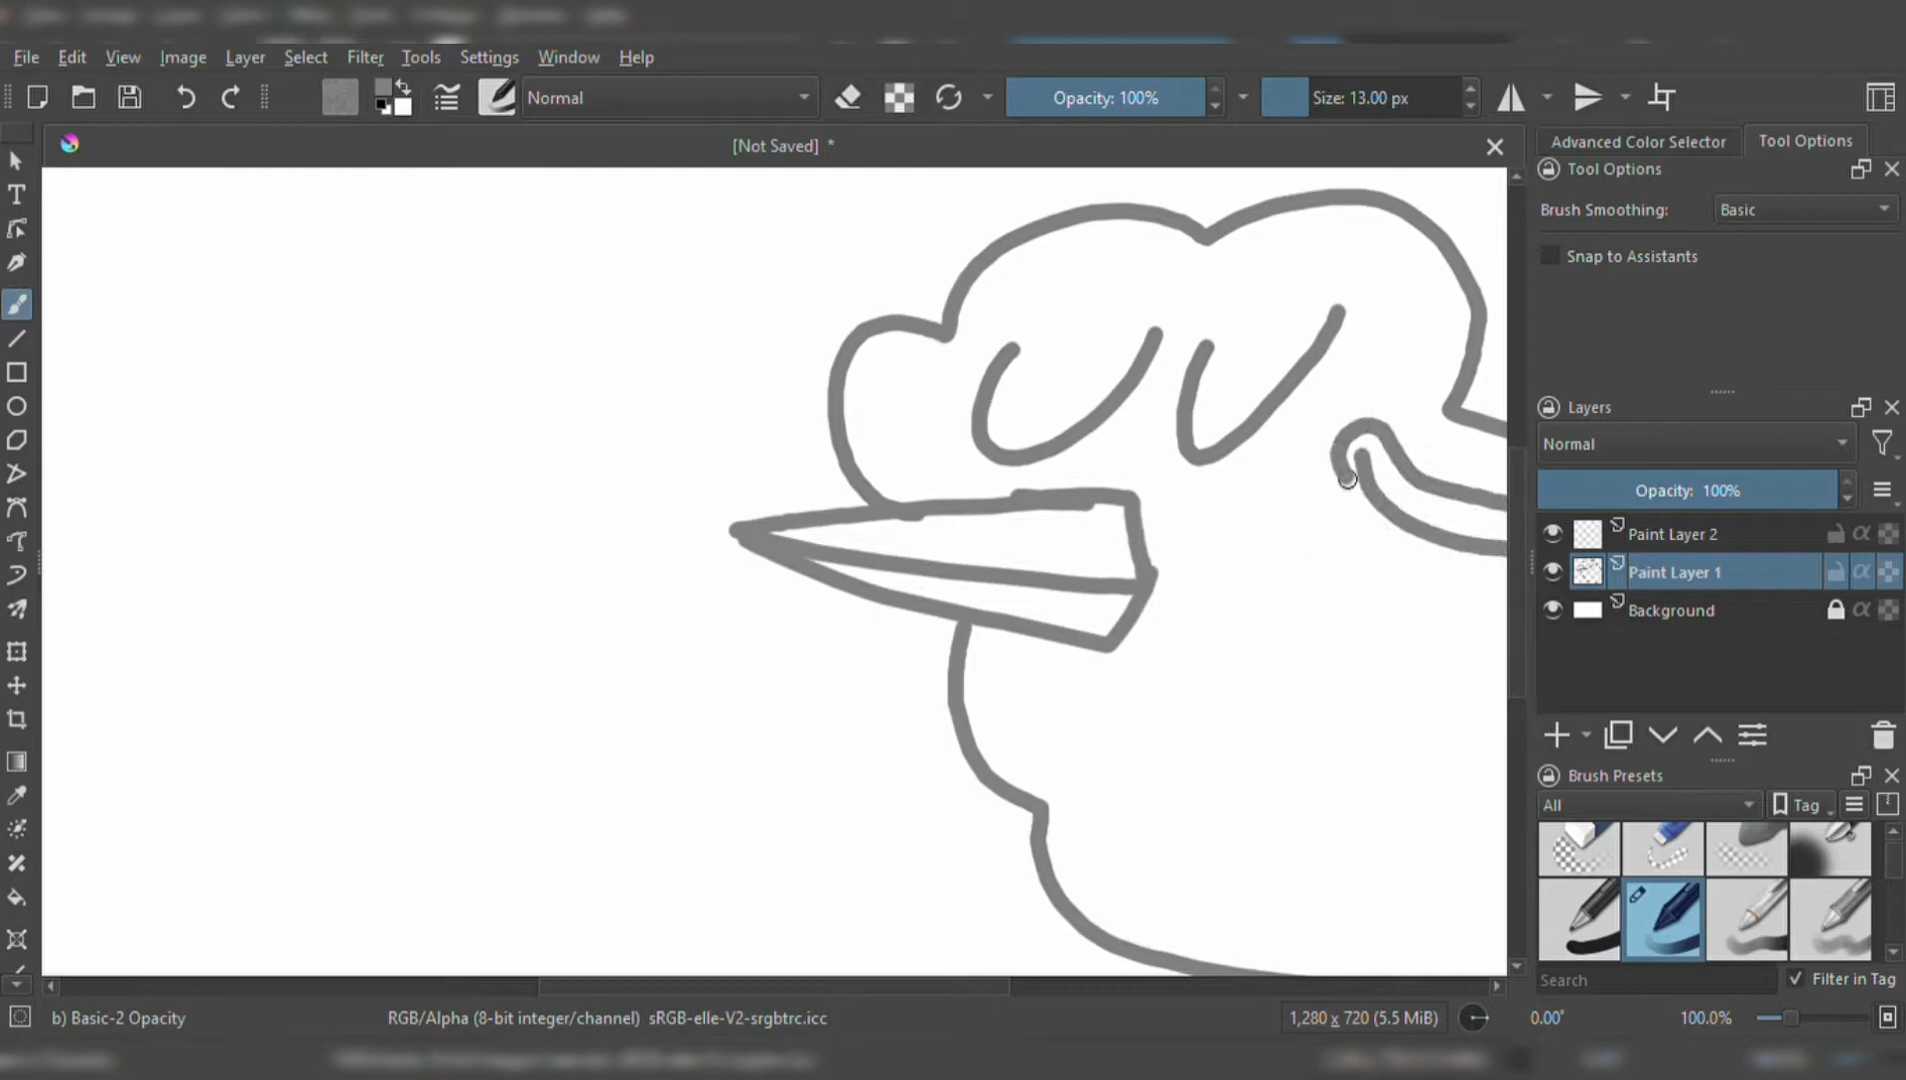 File Edit View Image Layer Select Filter Tools Settings Window Help
Normal Opacity: 100% Size: 13.00 px
[Not Saved] *
Advanced Color Selector Tool Options
Tool Options
Brush Smoothing: Basic
Snap to Assistants
Layers
Normal
Opacity: 100%
Paint Layer 2
Paint Layer 1
Background
Brush Presets
All Tag
Search Filter in Tag
b) Basic-2 Opacity RGB/Alpha (8-bit integer/channel) sRGB-elle-V2-srgbtrc.icc 1,280 x 720 (5.5 MiB) 0.00° 100.0%